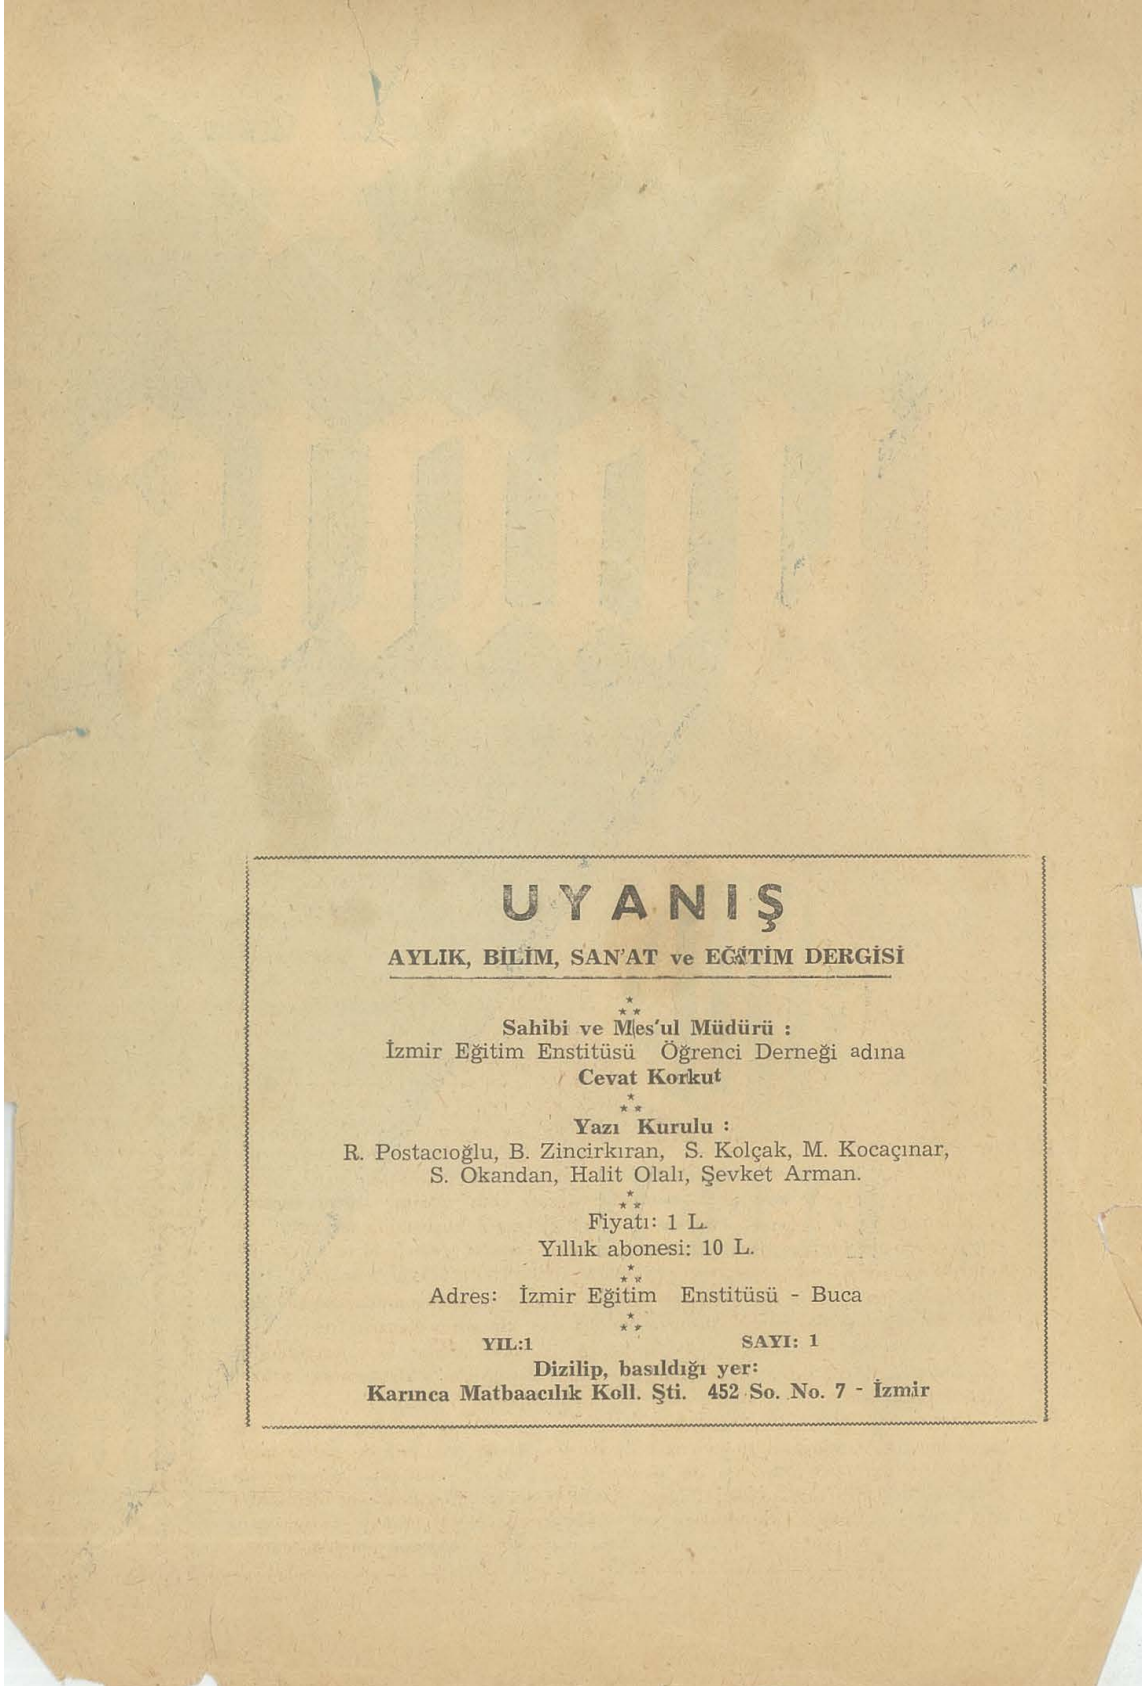 UYANIŞ
AYLIK, BİLİM, SAN'AT ve EĞİTİM DERGİSİ
Sahibi ve Mes'ul Müdürü :
İzmir Eğitim Enstitüsü Öğrenci Derneği adına
Cevat Korkut
Yazı Kurulu :
R. Postacıoğlu, B. Zincirkıran, S. Kolçak, M. Kocaçınar,
S. Okandan, Halit Olalı, Şevket Arman.
Fiyatı: 1 L.
Yıllık abonesi: 10 L.
Adres: İzmir Eğitim Enstitüsü - Buca
YIL:1 SAYI: 1
Dizilip, basıldığı yer:
Karınca Matbaacılık Koll. Şti. 452 So. No. 7 - İzmir